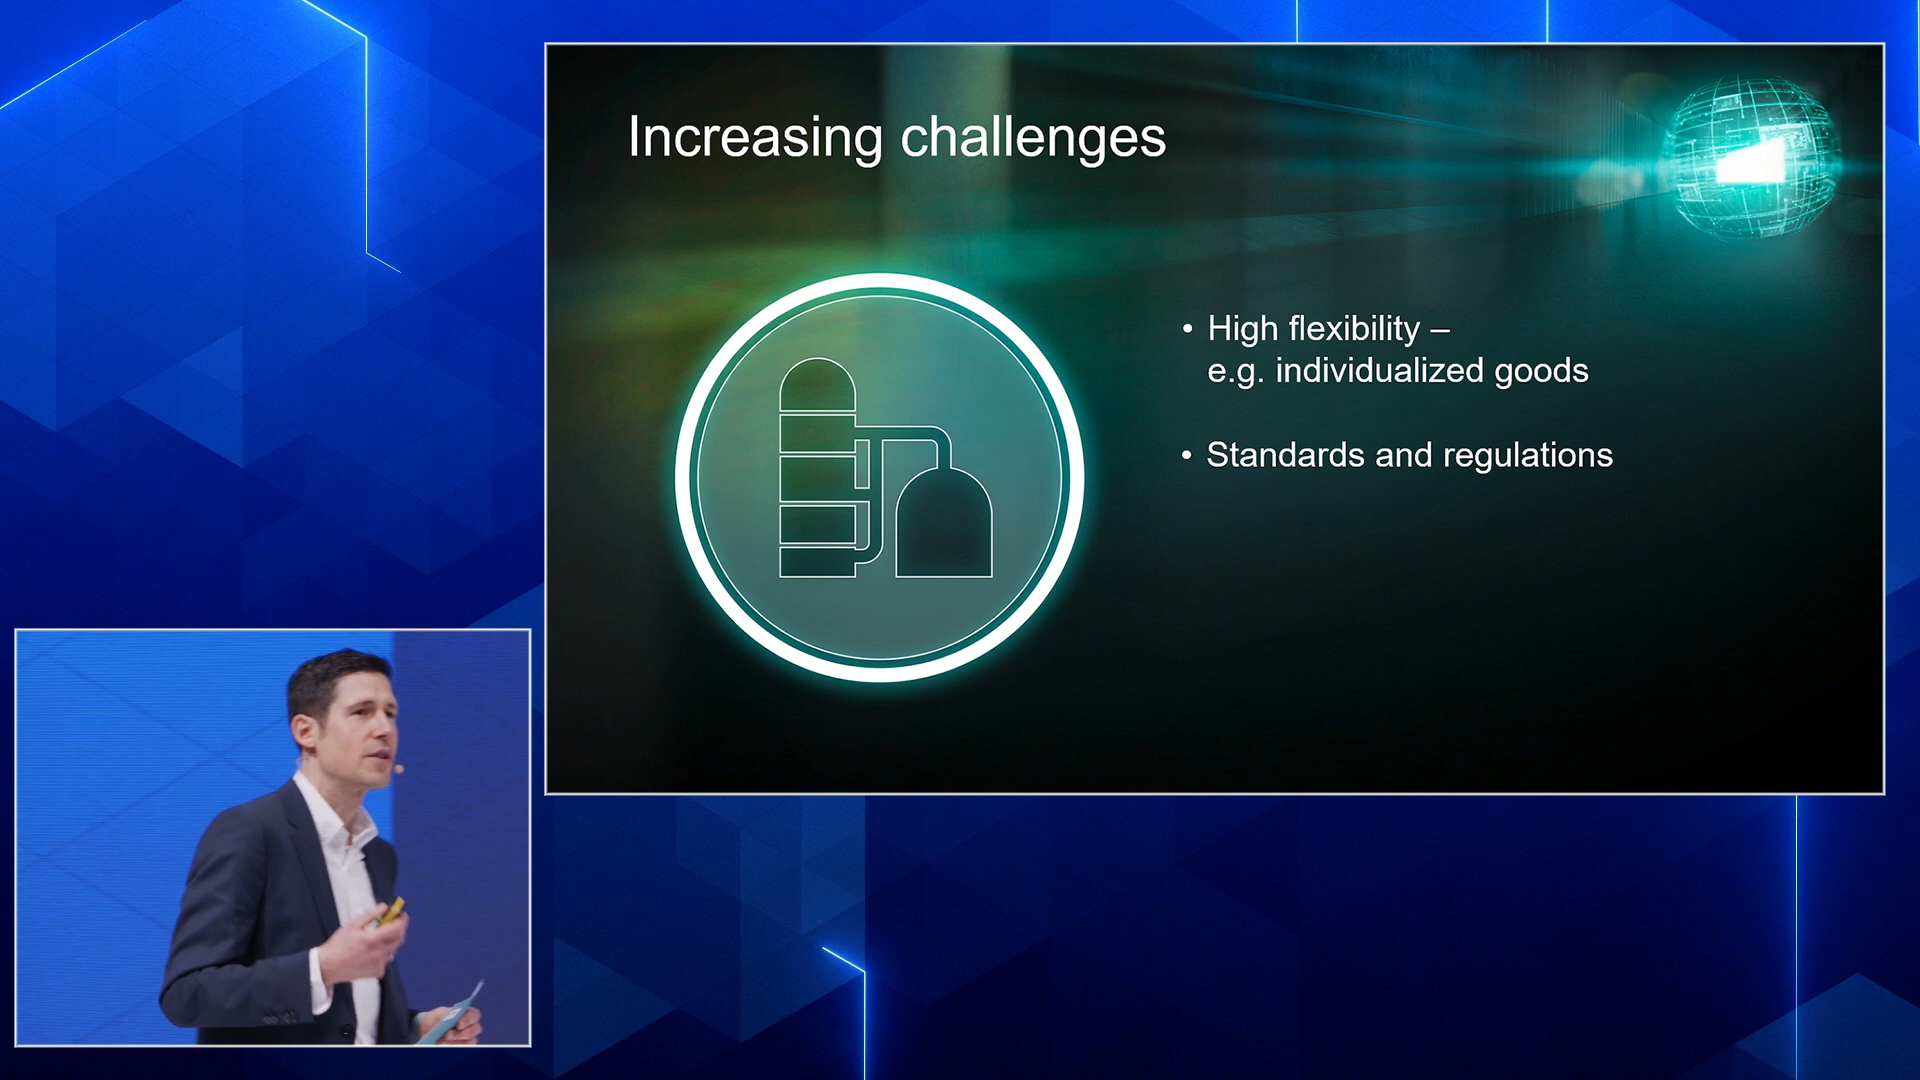 Increasing challenges
• High flexibility –
e.g. individualized goods
• Standards and regulations